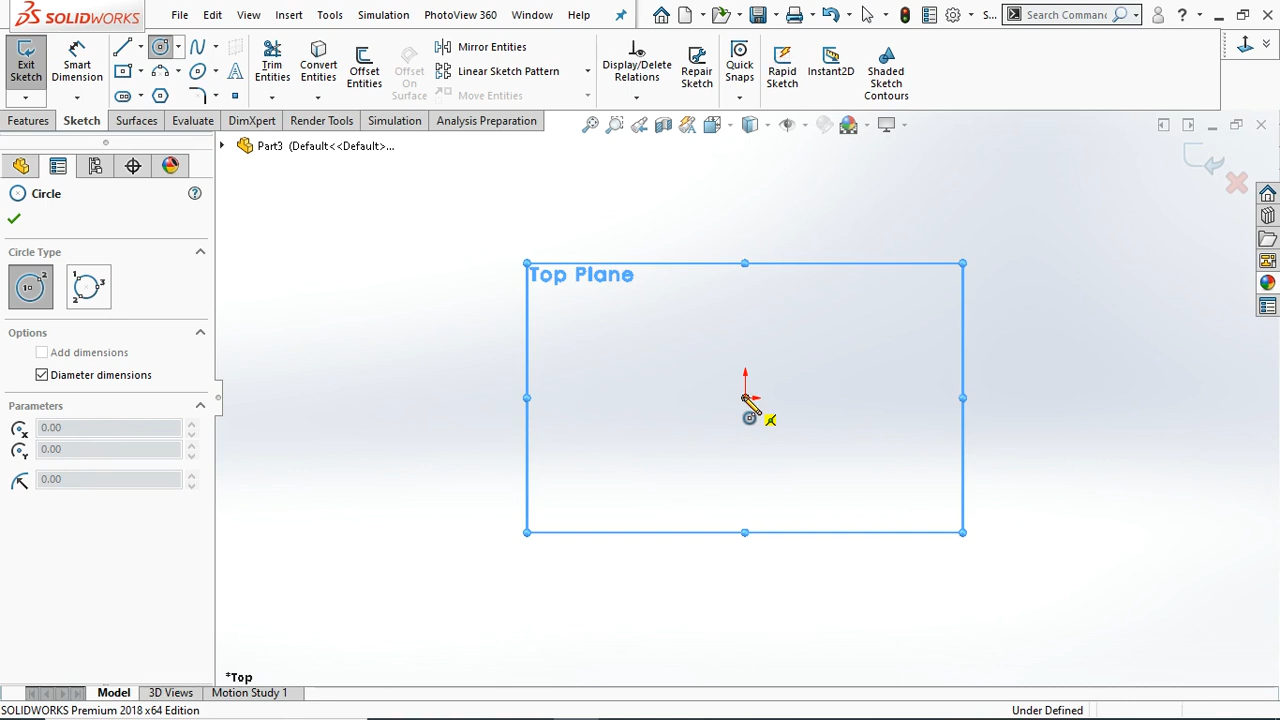 SOLIDWORKS File Edit View Insert Tools Simulation PhotoView 360 Window Help S... Search Comman
Exit Sketch
Smart Dimension
Trim Entities
Convert Entities
Offset Entities
Offset On Surface
Mirror Entities
Linear Sketch Pattern
Move Entities
Display/Delete Relations
Repair Sketch
Quick Snaps
Rapid Sketch
Instant2D
Shaded Sketch Contours
Features Sketch Surfaces Evaluate DimXpert Render Tools Simulation Analysis Preparation
Part3 (Default<<Default>...
Circle
Circle Type
Options
Add dimensions
Diameter dimensions
Parameters
0.00
0.00
0.00
Top Plane
*Top
Model 3D Views Motion Study 1
SOLIDWORKS Premium 2018 x64 Edition Under Defined